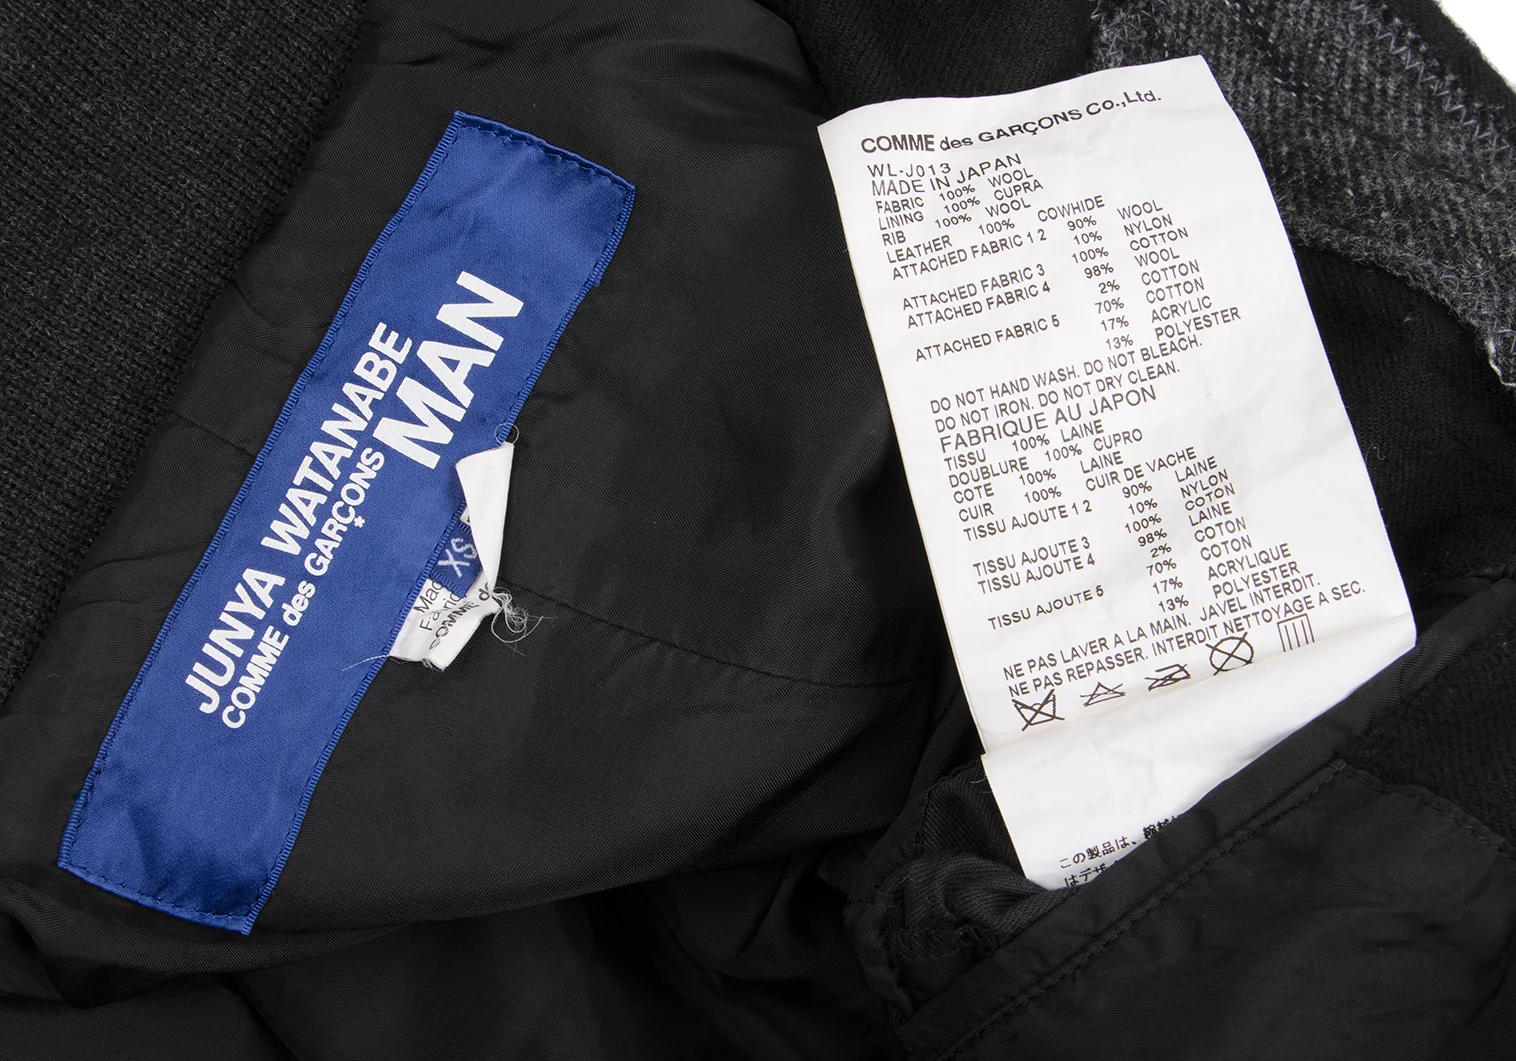 JUNYA WATANABE
COMME des GARÇONS
MAN
XS
COMME des GARÇONS Co.,Ltd.
WL-J013
MADE IN JAPAN
FABRIC 100% WOOL
LINING 100% CUPRA
RIB 100% WOOL
LEATHER 100% COWHIDE
ATTACHED FABRIC 1 2 90% WOOL
10% NYLON
ATTACHED FABRIC 3 100% COTTON
ATTACHED FABRIC 4 98% WOOL
2% COTTON
ATTACHED FABRIC 5 70% COTTON
17% ACRYLIC
13% POLYESTER
DO NOT HAND WASH. DO NOT BLEACH.
DO NOT IRON. DO NOT DRY CLEAN.
FABRIQUE AU JAPON
TISSU 100% LAINE
DOUBLURE 100% CUPRO
COTE 100% LAINE
CUIR 100% CUIR DE VACHE
TISSU AJOUTE 1 2 90% LAINE
10% NYLON
TISSU AJOUTE 3 100% COTON
TISSU AJOUTE 4 98% LAINE
2% COTON
TISSU AJOUTE 5 70% COTON
17% ACRYLIQUE
13% POLYESTER
NE PAS LAVER A LA MAIN. JAVEL INTERDIT.
NE PAS REPASSER. INTERDIT NETTOYAGE A SEC.
この製品は、
はデザ